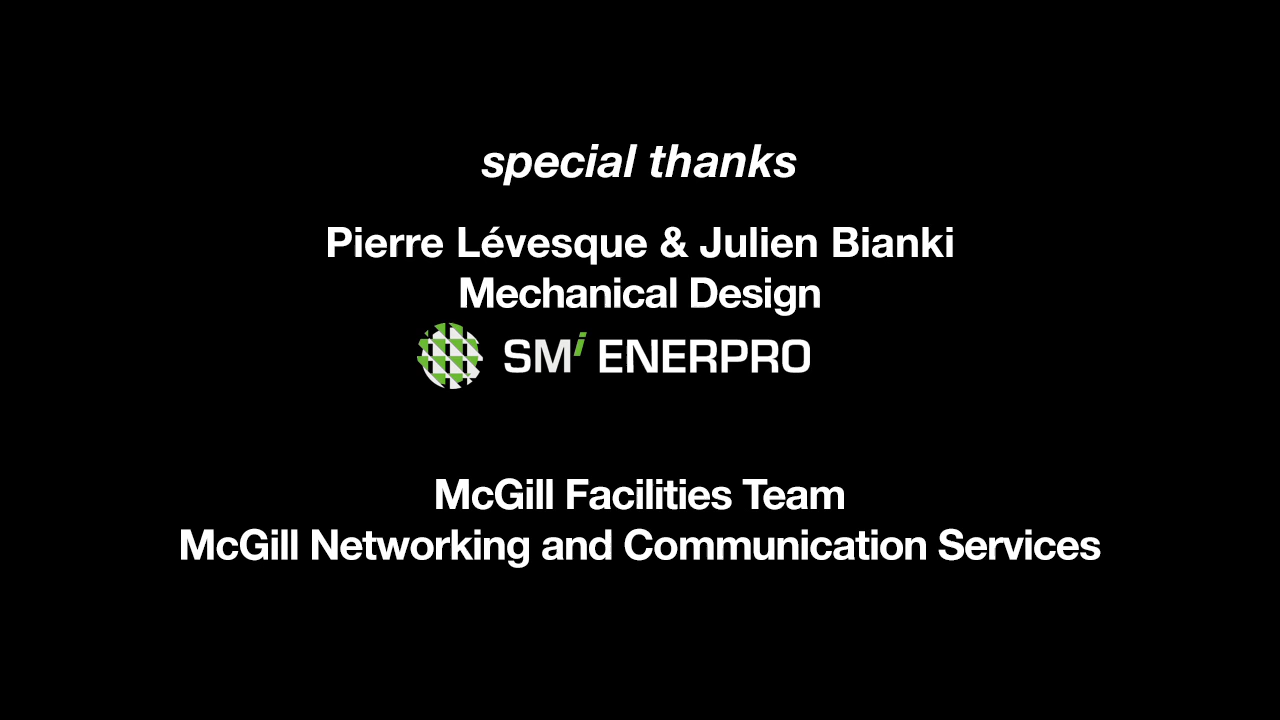 special thanks
Pierre Lévesque & Julien Bianki
Mechanical Design
SMi ENERPRO
McGill Facilities Team
McGill Networking and Communication Services